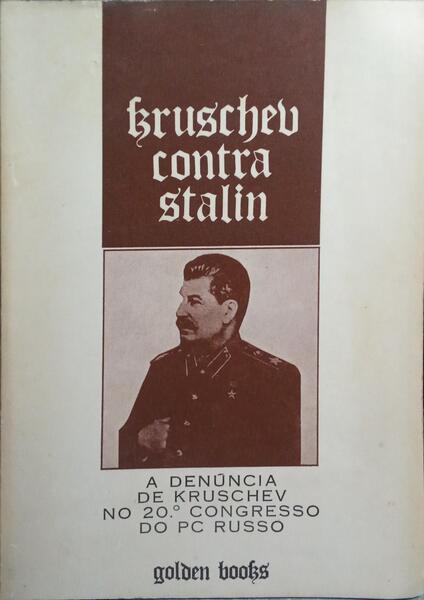 kruschev
contra
stalin
A DENÚNCIA
DE KRUSCHEV
NO 20.º CONGRESSO
DO PC RUSSO
golden books